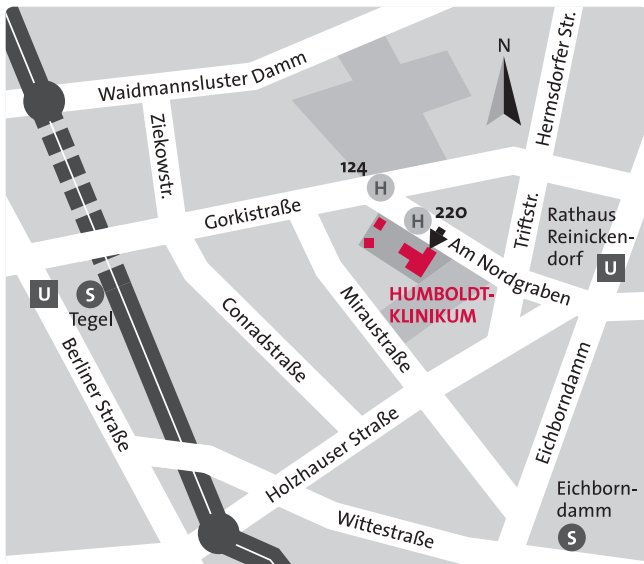 Waidmannsluster Damm
Ziekowstr.
Hermsdorfer Str.
N
124
H
Gorkistraße
H
220
Triftstr.
Rathaus
Reinicken-
dorf
U
Am Nordgraben
HUMBOLDT-
KLINIKUM
U
S
Tegel
Berliner Straße
Conradstraße
Miraustraße
Holzhauser Straße
Eichborndamm
Wittestraße
Eichborn-
damm
S